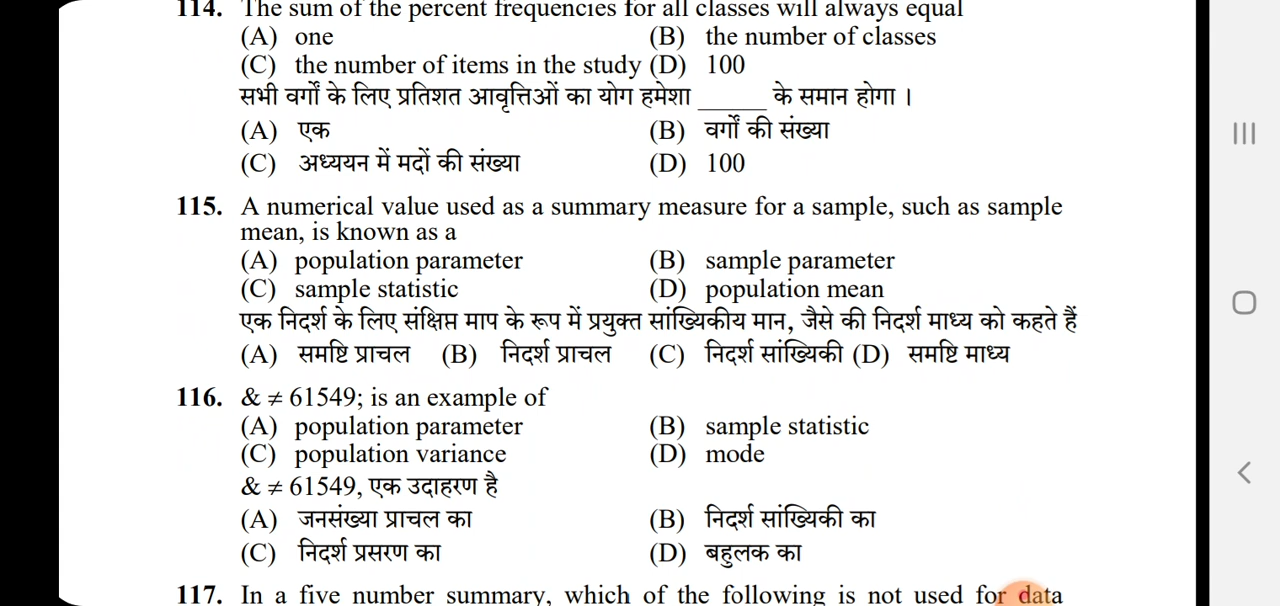 114. The sum of the percent frequencies for all classes will always equal
(A) one (B) the number of classes
(C) the number of items in the study (D) 100
सभी वर्गों के लिए प्रतिशत आवृत्तिओं का योग हमेशा ______ के समान होगा ।
(A) एक (B) वर्गों की संख्या
(C) अध्ययन में मदों की संख्या (D) 100
115. A numerical value used as a summary measure for a sample, such as sample
mean, is known as a
(A) population parameter (B) sample parameter
(C) sample statistic (D) population mean
एक निदर्श के लिए संक्षिप्त माप के रूप में प्रयुक्त सांख्यिकीय मान, जैसे की निदर्श माध्य को कहते हैं
(A) समष्टि प्राचल (B) निदर्श प्राचल (C) निदर्श सांख्यिकी (D) समष्टि माध्य
116. & ≠ 61549; is an example of
(A) population parameter (B) sample statistic
(C) population variance (D) mode
& ≠ 61549, एक उदाहरण है
(A) जनसंख्या प्राचल का (B) निदर्श सांख्यिकी का
(C) निदर्श प्रसरण का (D) बहुलक का
117. In a five number summary, which of the following is not used for data